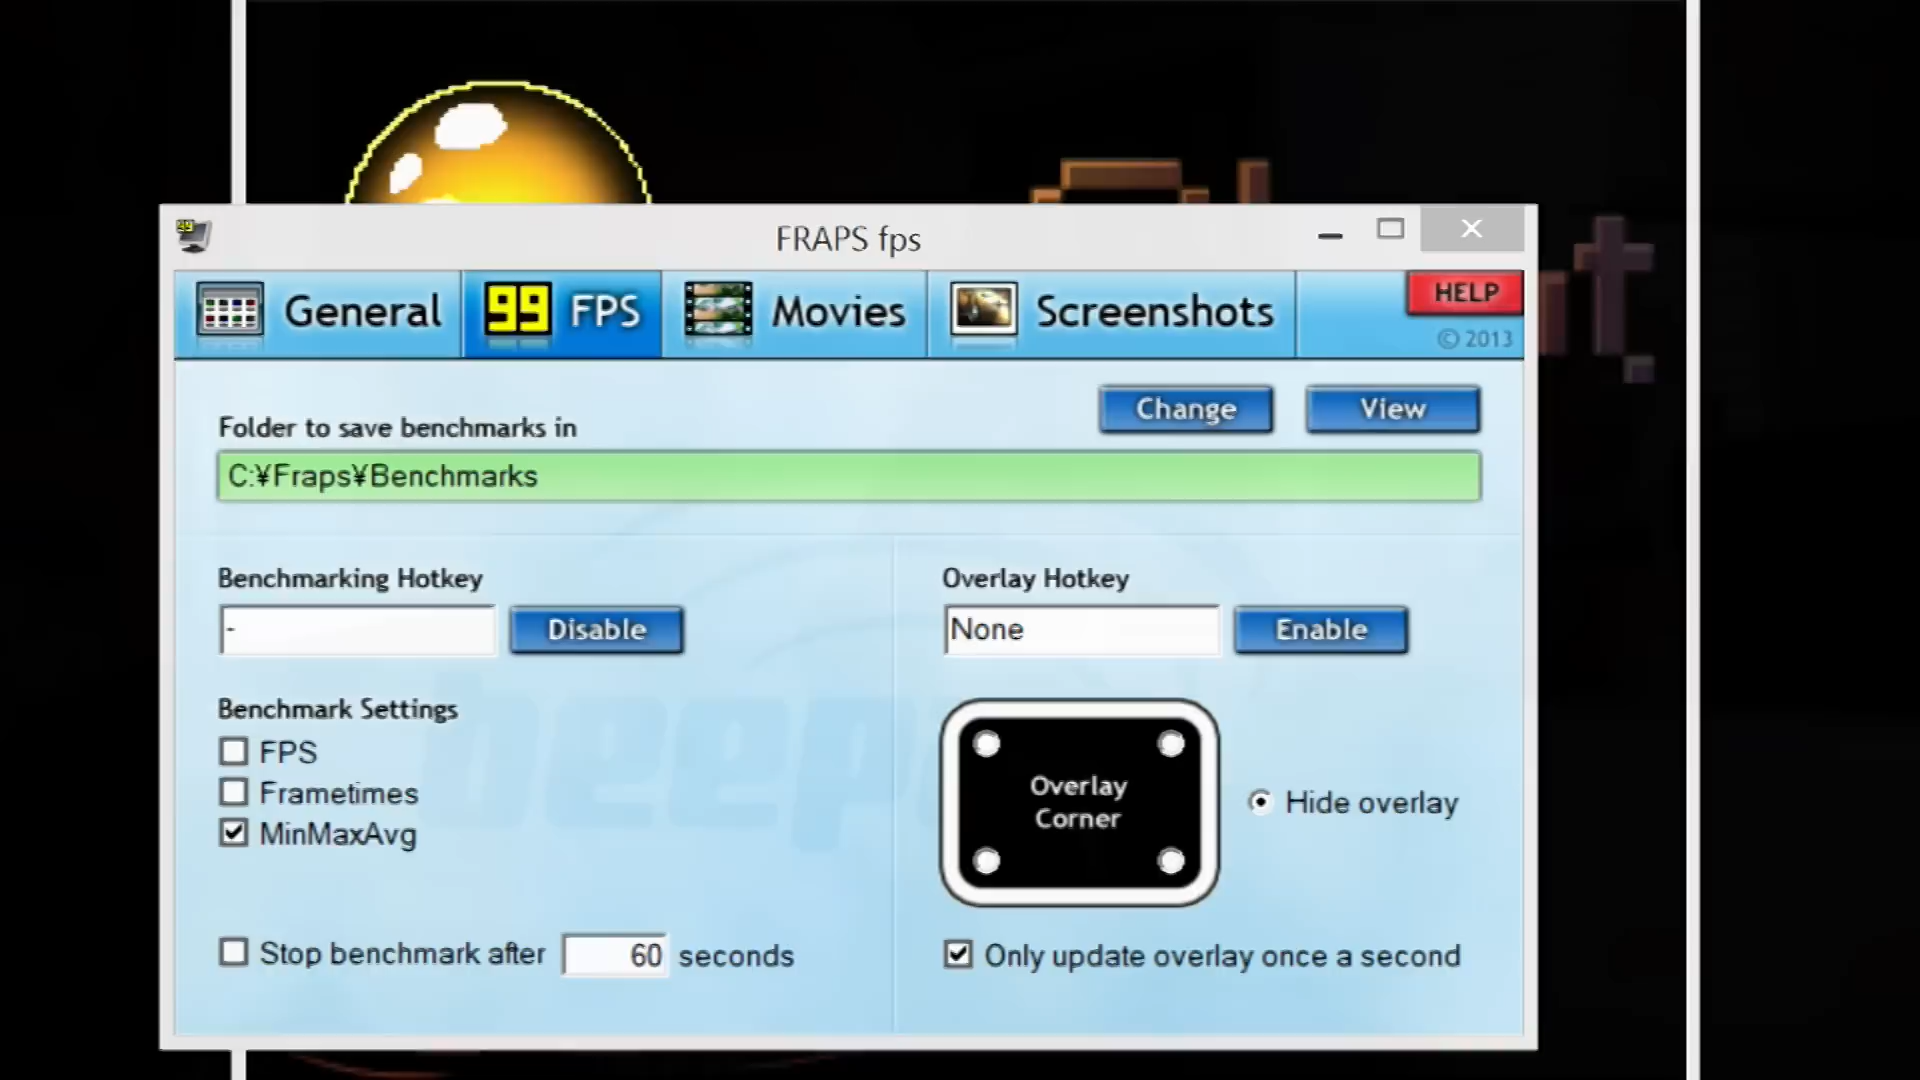 99
FRAPS fps
General
99
FPS
Movies
Screenshots
HELP
© 2013
Change
View
Folder to save benchmarks in
C:¥Fraps¥Benchmarks
Benchmarking Hotkey
Overlay Hotkey
-
Disable
None
Enable
Benchmark Settings
FPS
Frametimes
MinMaxAvg
Overlay
Corner
Hide overlay
Stop benchmark after 60 seconds
Only update overlay once a second